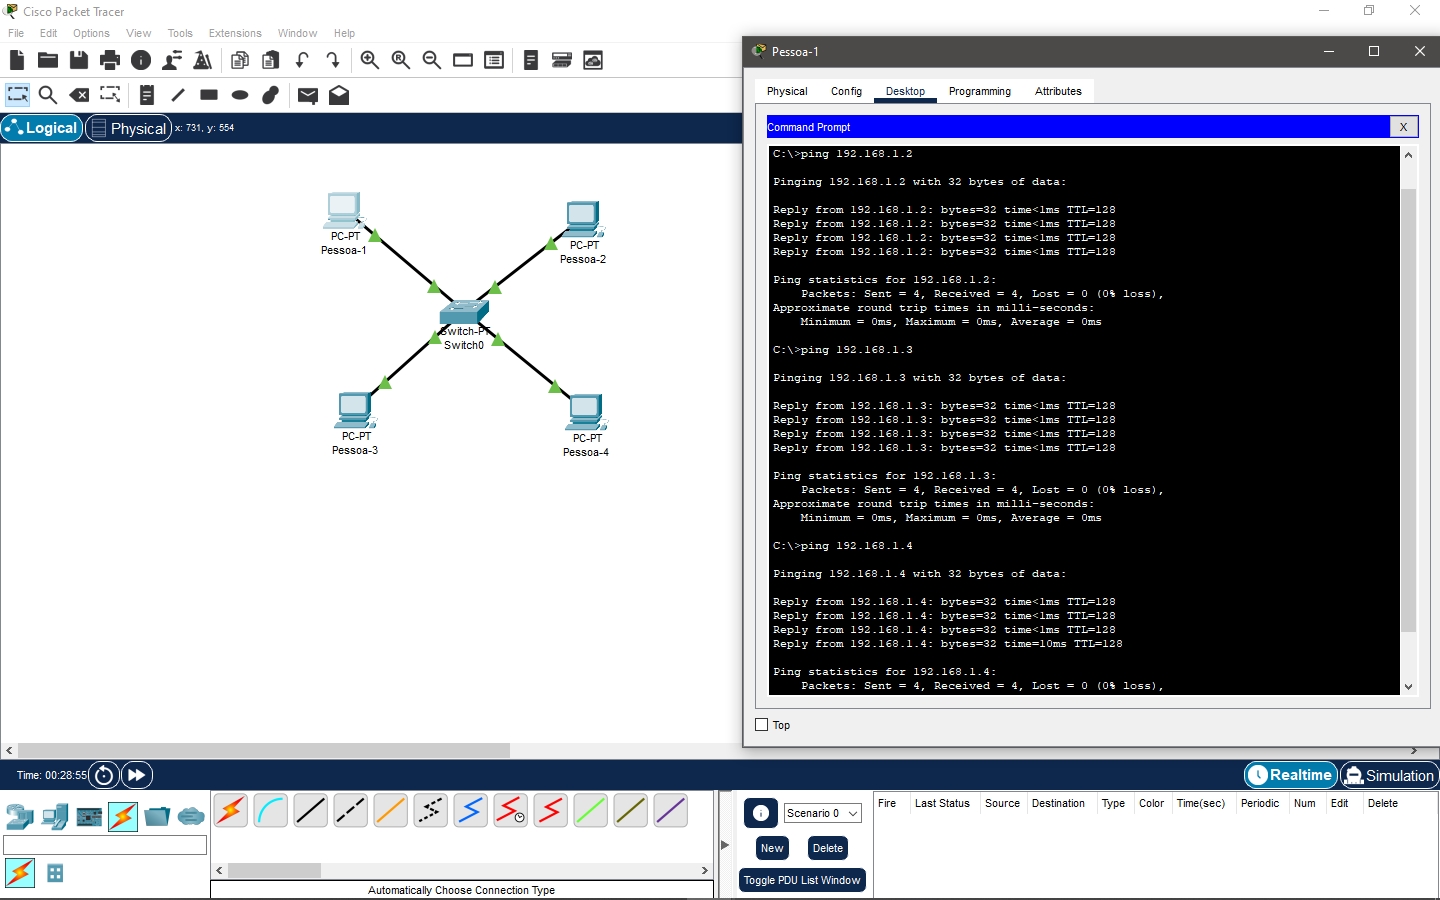 Cisco Packet Tracer
File Edit Options View Tools Extensions Window Help
Logical Physical x: 731, y: 554
PC-PT
Pessoa-1
PC-PT
Pessoa-2
Switch-PT
Switch0
PC-PT
Pessoa-3
PC-PT
Pessoa-4
Pessoa-1
Physical Config Desktop Programming Attributes
Command Prompt X
C:\>ping 192.168.1.2
Pinging 192.168.1.2 with 32 bytes of data:
Reply from 192.168.1.2: bytes=32 time<1ms TTL=128
Reply from 192.168.1.2: bytes=32 time<1ms TTL=128
Reply from 192.168.1.2: bytes=32 time<1ms TTL=128
Reply from 192.168.1.2: bytes=32 time<1ms TTL=128
Ping statistics for 192.168.1.2:
Packets: Sent = 4, Received = 4, Lost = 0 (0% loss),
Approximate round trip times in milli-seconds:
Minimum = 0ms, Maximum = 0ms, Average = 0ms
C:\>ping 192.168.1.3
Pinging 192.168.1.3 with 32 bytes of data:
Reply from 192.168.1.3: bytes=32 time<1ms TTL=128
Reply from 192.168.1.3: bytes=32 time<1ms TTL=128
Reply from 192.168.1.3: bytes=32 time<1ms TTL=128
Reply from 192.168.1.3: bytes=32 time<1ms TTL=128
Ping statistics for 192.168.1.3:
Packets: Sent = 4, Received = 4, Lost = 0 (0% loss),
Approximate round trip times in milli-seconds:
Minimum = 0ms, Maximum = 0ms, Average = 0ms
C:\>ping 192.168.1.4
Pinging 192.168.1.4 with 32 bytes of data:
Reply from 192.168.1.4: bytes=32 time<1ms TTL=128
Reply from 192.168.1.4: bytes=32 time<1ms TTL=128
Reply from 192.168.1.4: bytes=32 time<1ms TTL=128
Reply from 192.168.1.4: bytes=32 time=10ms TTL=128
Ping statistics for 192.168.1.4:
Packets: Sent = 4, Received = 4, Lost = 0 (0% loss),
Top
Time: 00:28:55
Realtime Simulation
Scenario 0
New Delete
Toggle PDU List Window
Fire Last Status Source Destination Type Color Time(sec) Periodic Num Edit Delete
Automatically Choose Connection Type